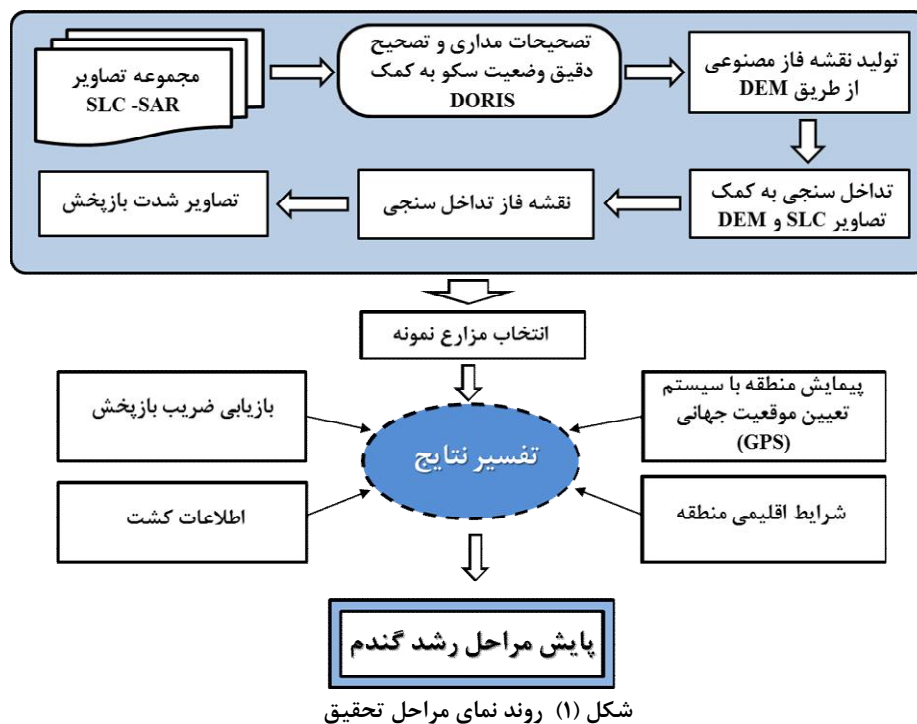 مجموعه تصاویر
SLC -SAR
تصحیحات مداری و تصحیح
دقیق وضعیت سکو به کمک
DORIS
تولید نقشه فاز مصنوعی
از طریق DEM
تداخل سنجی به کمک
تصاویر SLC و DEM
نقشه فاز تداخل سنجی
تصاویر شدت بازپخش
انتخاب مزارع نمونه
پیمایش منطقه با سیستم
تعیین موقعیت جهانی
(GPS)
بازیابی ضریب بازپخش
تفسیر نتایج
شرایط اقلیمی منطقه
اطلاعات کشت
پایش مراحل رشد گندم
شکل (۱) روند نمای مراحل تحقیق